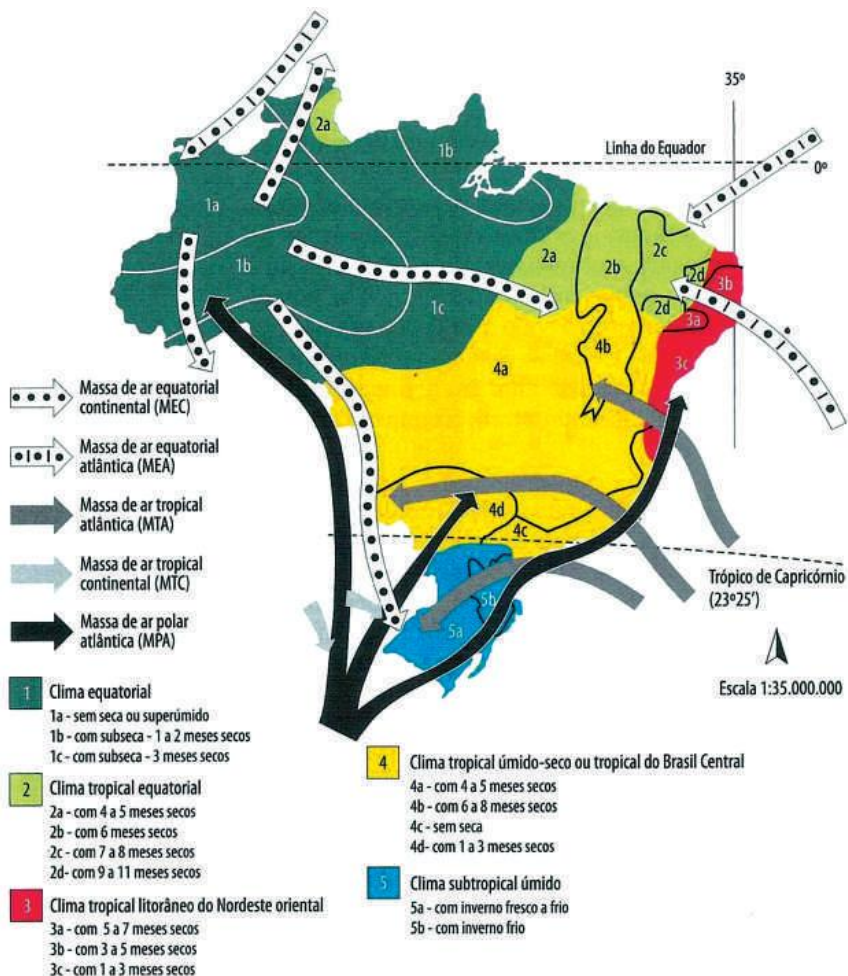 35º
Linha do Equador
0º
2a
1b
1a
1b
1c
2a
2b
2c
2d
3b
2d
3a
4a
4b
3c
4d
4c
5b
5a
Massa de ar equatorial
continental (MEC)
Massa de ar equatorial
atlântica (MEA)
Massa de ar tropical
atlântica (MTA)
Massa de ar tropical
continental (MTC)
Massa de ar polar
atlântica (MPA)
Trópico de Capricórnio
(23º25’)
Escala 1:35.000.000
1 Clima equatorial
1a - sem seca ou superúmido
1b - com subseca - 1 a 2 meses secos
1c - com subseca - 3 meses secos
2 Clima tropical equatorial
2a - com 4 a 5 meses secos
2b - com 6 meses secos
2c - com 7 a 8 meses secos
2d- com 9 a 11 meses secos
3 Clima tropical litorâneo do Nordeste oriental
3a - com 5 a 7 meses secos
3b - com 3 a 5 meses secos
3c - com 1 a 3 meses secos
4 Clima tropical úmido-seco ou tropical do Brasil Central
4a - com 4 a 5 meses secos
4b - com 6 a 8 meses secos
4c - sem seca
4d- com 1 a 3 meses secos
5 Clima subtropical úmido
5a - com inverno fresco a frio
5b - com inverno frio